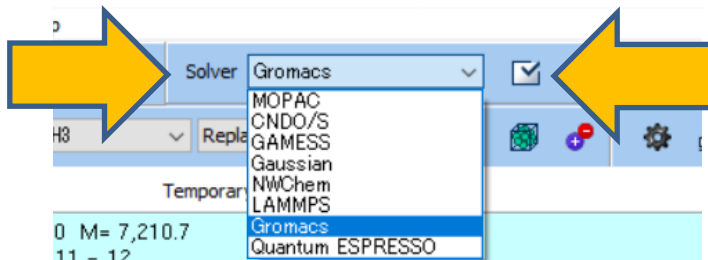 Solver Gromacs
MOPAC
CNDO/S
H3 Repla GAMESS
Gaussian
NWChem
Temporar LAMMPS
Gromacs
0 M= 7,210.7
Quantum ESPRESSO
11 - 12